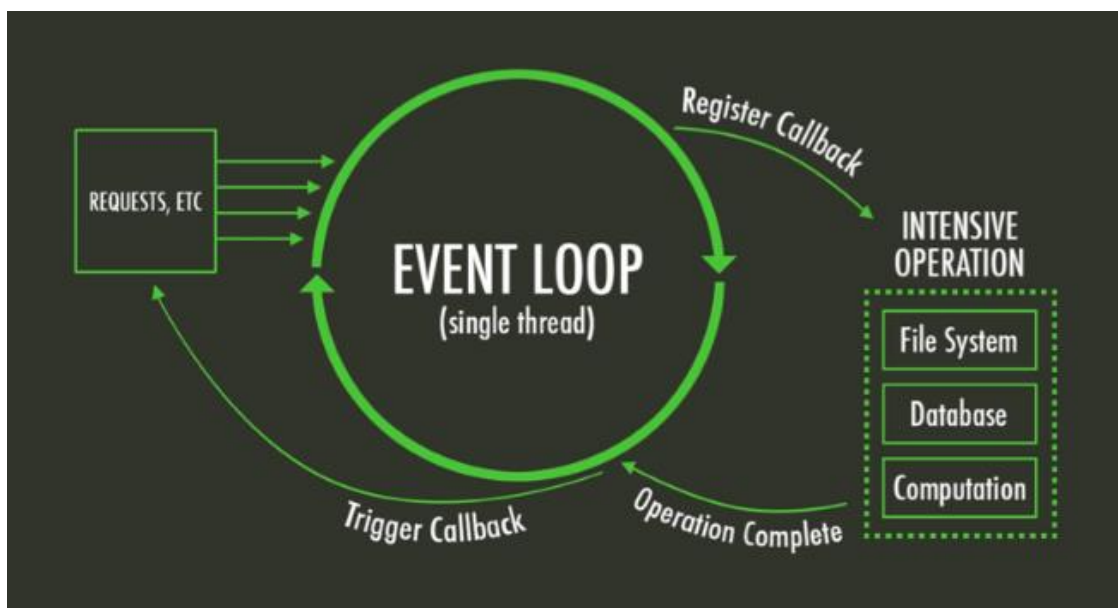 REQUESTS, ETC
EVENT LOOP
(single thread)
Register Callback
INTENSIVE
OPERATION
File System
Database
Computation
Operation Complete
Trigger Callback